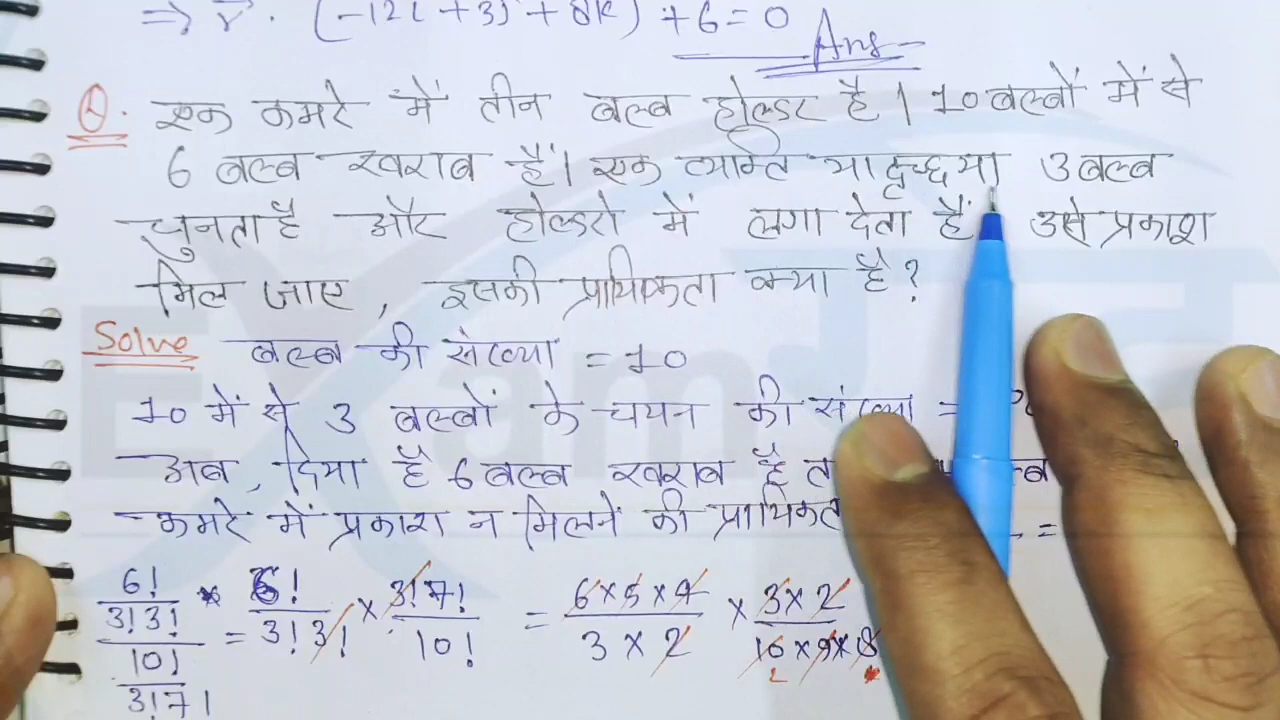 ⇒ r⃗ . (-12i + 3j + 8k) + 6 = 0
Ans
Q. एक कमरे में तीन बल्ब होल्डर है। 10 बल्बों में से
6 बल्ब खराब हैं। एक व्यक्ति यादृच्छया 3 बल्ब
चुनता है और होल्डरो में लगा देता हैं उसे प्रकाश
मिल जाए , इसकी प्रायिकता क्या है ?
Solve बल्ब की संख्या = 10
10 में से 3 बल्बों के चयन की संख्या =
अब , दिया है 6 बल्ब खराब है
कमरे में प्रकाश न मिलने की =
6!/3!3! / 10!/3!7! = 6!/3!3! × 3!7!/10! = 6×5×4/3×2 × 3×2/10×9×8
2
Exam